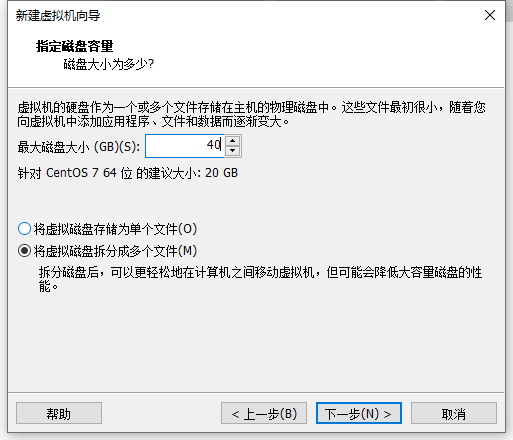 新建虚拟机向导
指定磁盘容量
磁盘大小为多少?
虚拟机的硬盘作为一个或多个文件存储在主机的物理磁盘中。这些文件最初很小，随着您
向虚拟机中添加应用程序、文件和数据而逐渐变大。
最大磁盘大小 (GB)(S): 40
针对 CentOS 7 64 位 的建议大小: 20 GB
将虚拟磁盘存储为单个文件(O)
将虚拟磁盘拆分成多个文件(M)
拆分磁盘后，可以更轻松地在计算机之间移动虚拟机，但可能会降低大容量磁盘的性
能。
帮助 < 上一步(B) 下一步(N) > 取消